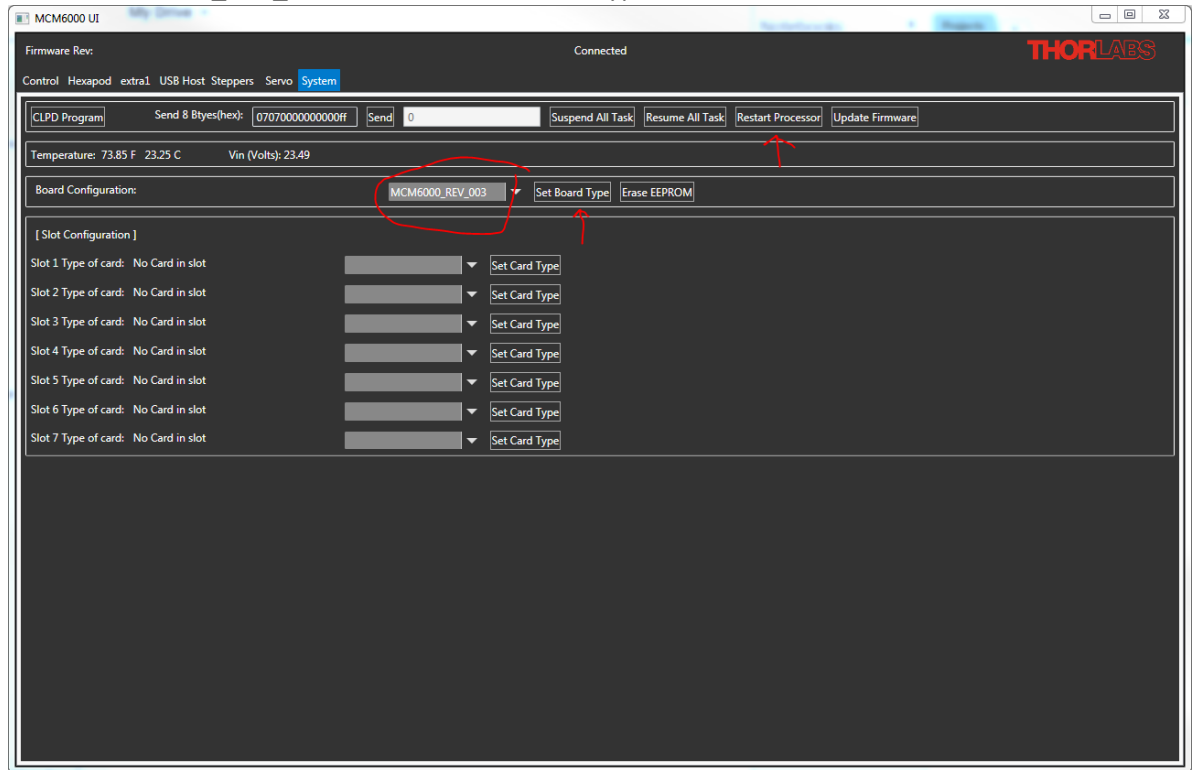 MCM6000 UI
My Drive
Firmware Rev:
Connected
THORLABS
Control Hexapod extra1 USB Host Steppers Servo System
CLPD Program Send 8 Btyes(hex): 07070000000000ff Send 0 Suspend All Task Resume All Task Restart Processor Update Firmware
Temperature: 73.85 F 23.25 C Vin (Volts): 23.49
Board Configuration: MCM6000_REV_003 Set Board Type Erase EEPROM
[ Slot Configuration ]
Slot 1 Type of card: No Card in slot Set Card Type
Slot 2 Type of card: No Card in slot Set Card Type
Slot 3 Type of card: No Card in slot Set Card Type
Slot 4 Type of card: No Card in slot Set Card Type
Slot 5 Type of card: No Card in slot Set Card Type
Slot 6 Type of card: No Card in slot Set Card Type
Slot 7 Type of card: No Card in slot Set Card Type